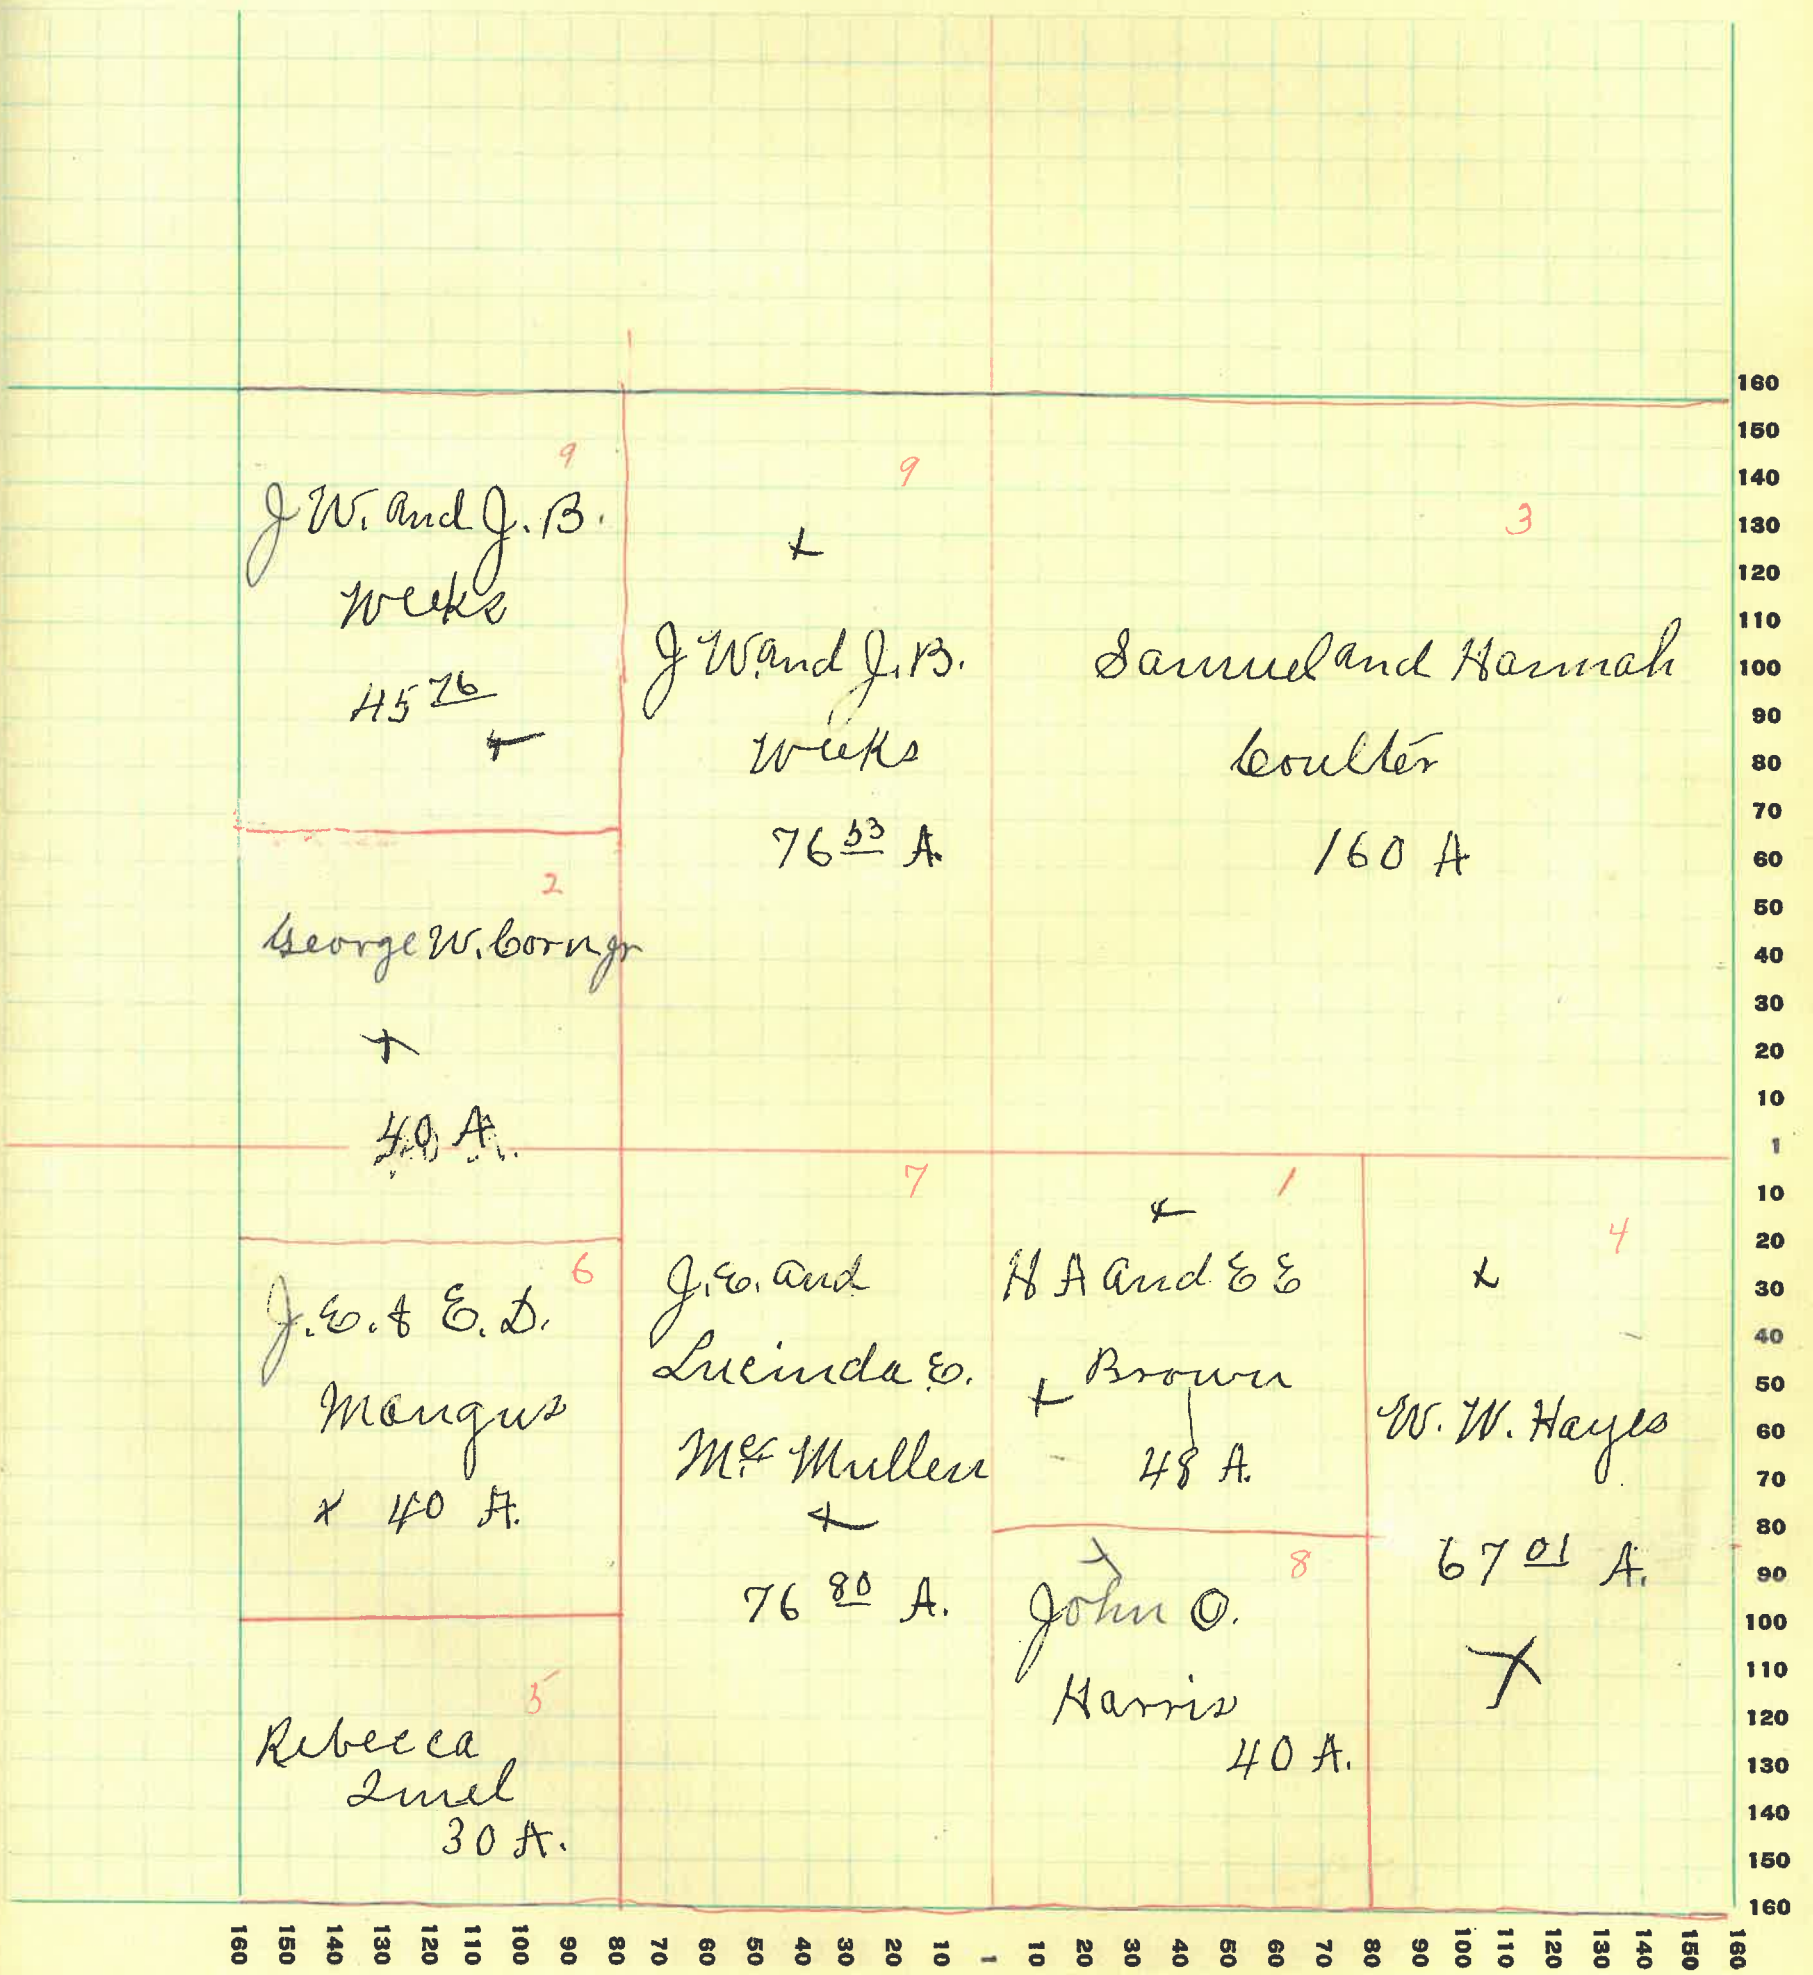 9
J W. and J. B.
Weeks
45 76
9
J W. and J. B.
Weeks
76 53 A.
3
Samuel and Hannah
Coulter
160 A
2
George W. Corn jr
40 A.
6
J. E. & E. D.
Mangus
x 40 A.
5
Rebecca
Imel
30 A.
7
J. E. and
Lucinda E.
Mc Mullen
76 80 A.
1
H A and E E
Brown
48 A.
8
John O.
Harris
40 A.
4
W. W. Hayes
67 01 A.
160
150
140
130
120
110
100
90
80
70
60
50
40
30
20
10
1
10
20
30
40
50
60
70
80
90
100
110
120
130
140
150
160
160 150 140 130 120 110 100 90 80 70 60 50 40 30 20 10 1 10 20 30 40 50 60 70 80 90 100 110 120 130 140 150 160